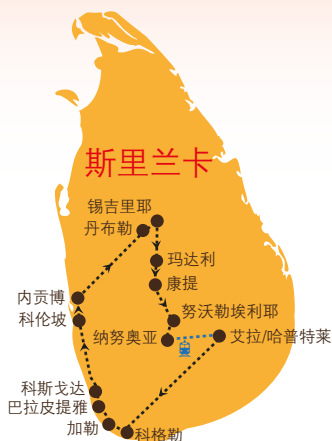 斯里兰卡
锡吉里耶
丹布勒
玛达利
康提
内贡博
科伦坡
努沃勒埃利耶
纳努奥亚
艾拉/哈普特莱
科斯戈达
巴拉皮提雅
加勒
科格勒